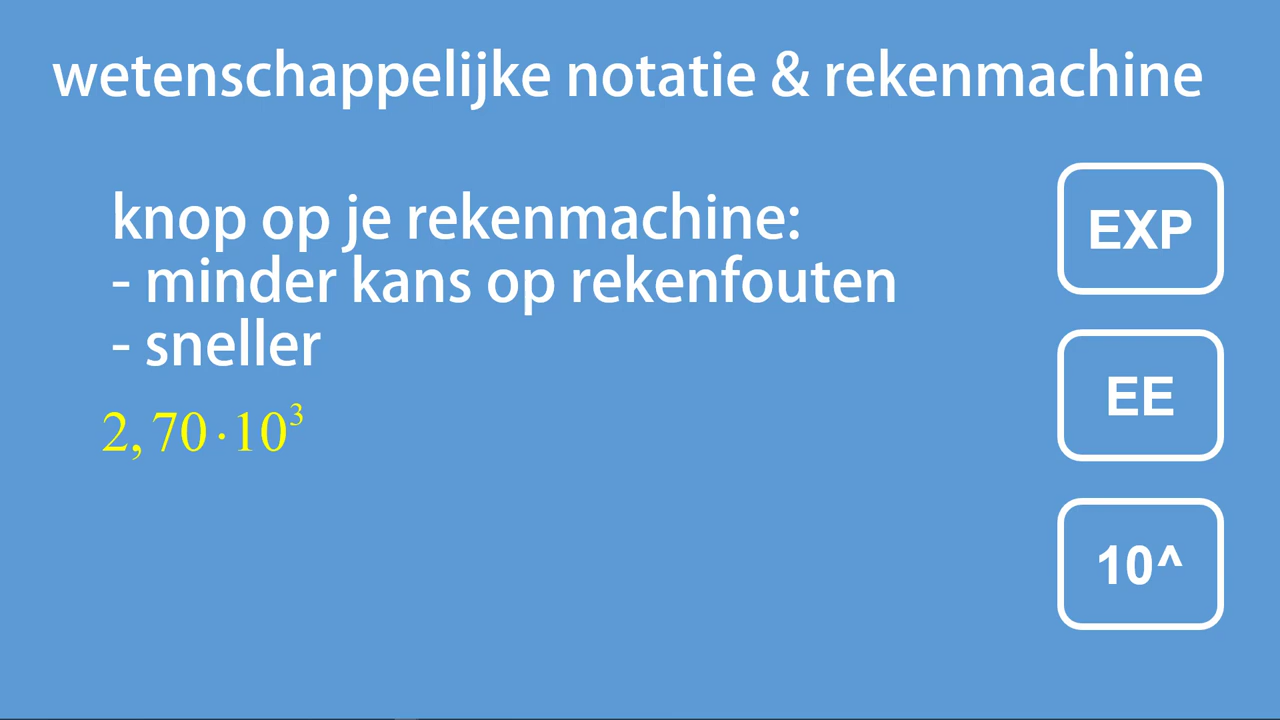 wetenschappelijke notatie & rekenmachine
knop op je rekenmachine:
- minder kans op rekenfouten
- sneller
2,70·10³
EXP
EE
10^